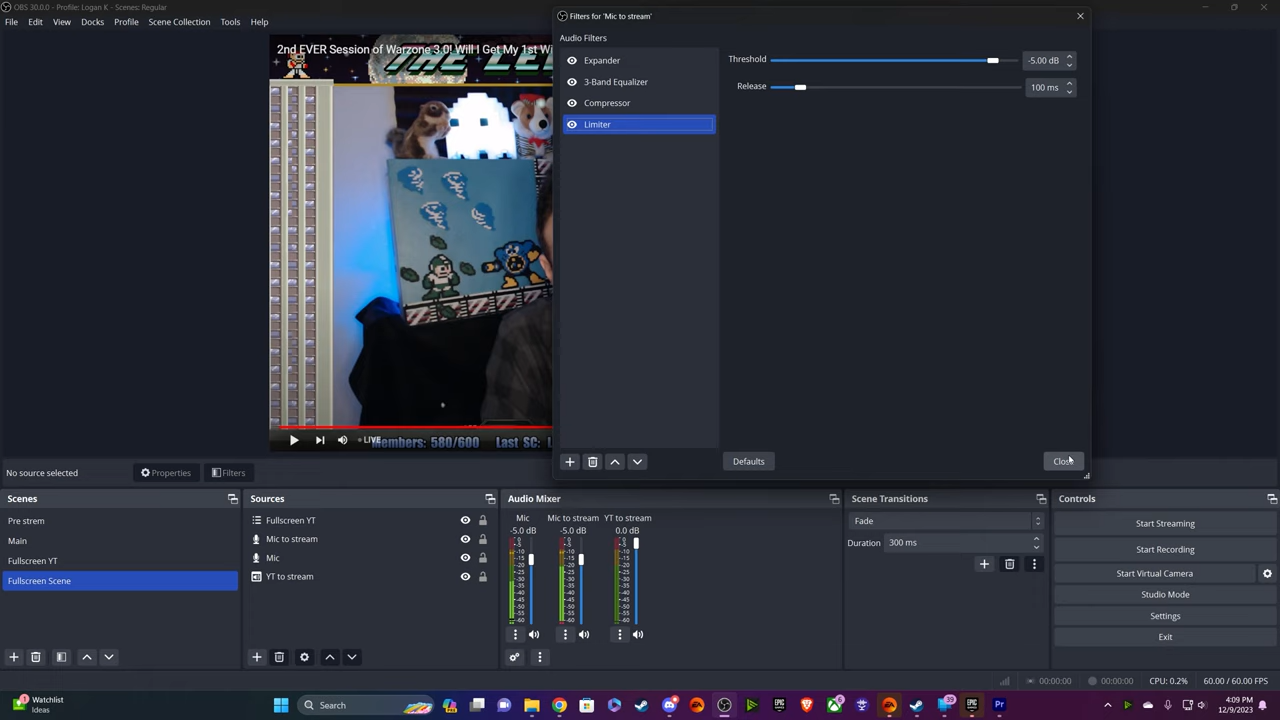 OBS 30.0.0 - Profile: Logan K - Scenes: Regular
File Edit View Docks Profile Scene Collection Tools Help
2nd EVER Session of Warzone 3.0! Will I Get My 1st Wi
LIVE
Members: 580/600 Last SC: L
Filters for 'Mic to stream'
Audio Filters
Expander
3-Band Equalizer
Compressor
Limiter
Threshold -5.00 dB
Release 100 ms
Defaults
Close
No source selected
Properties
Filters
Scenes
Pre strem
Main
Fullscreen YT
Fullscreen Scene
Sources
Fullscreen YT
Mic to stream
Mic
YT to stream
Audio Mixer
Mic Mic to stream YT to stream
-5.0 dB -5.0 dB 0.0 dB
Scene Transitions
Fade
Duration 300 ms
Controls
Start Streaming
Start Recording
Start Virtual Camera
Studio Mode
Settings
Exit
00:00:00 00:00:00 CPU: 0.2% 60.00 / 60.00 FPS
Watchlist
Ideas
Search
4:09 PM
12/9/2023